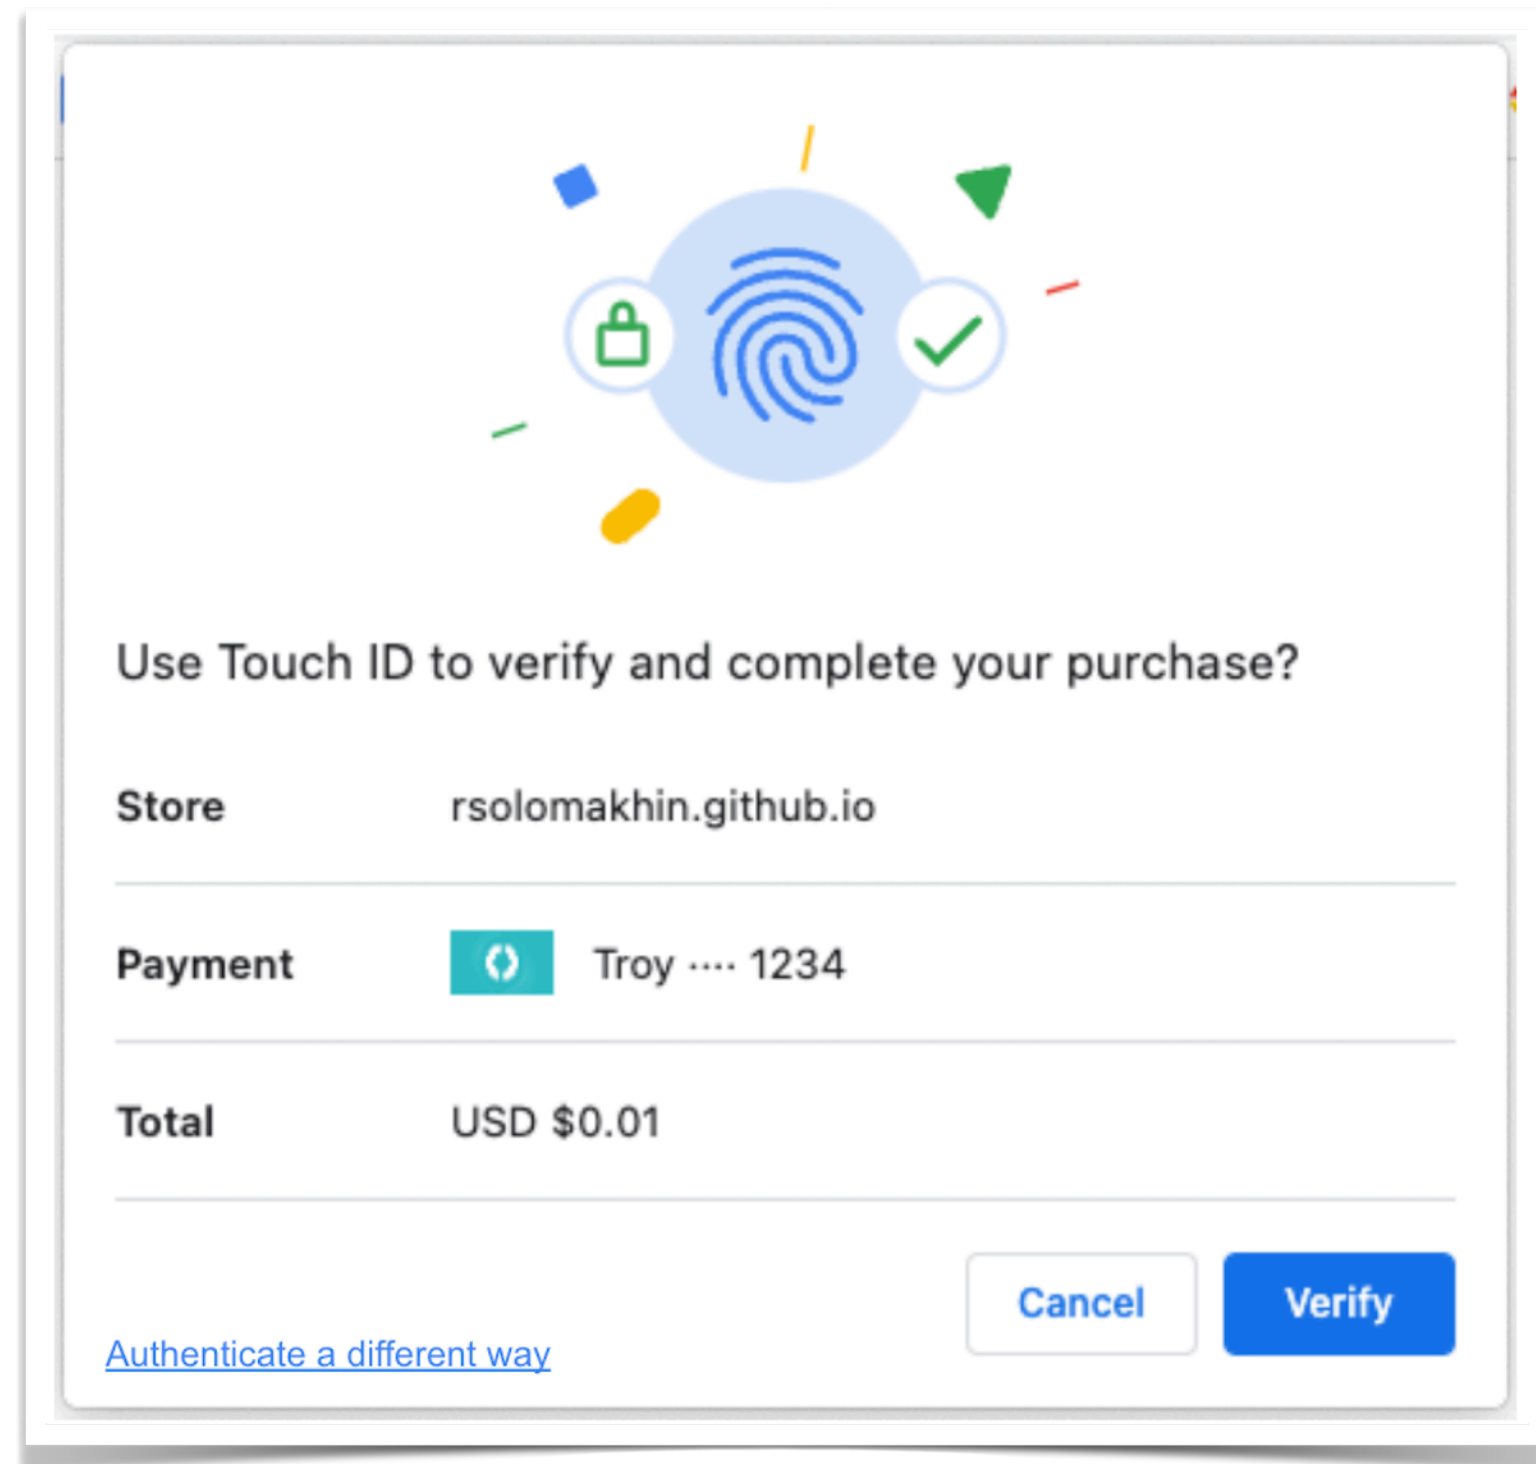 Use Touch ID to verify and complete your purchase?
Store rsolomakhin.github.io
Payment Troy ···· 1234
Total USD $0.01
Cancel Verify
Authenticate a different way